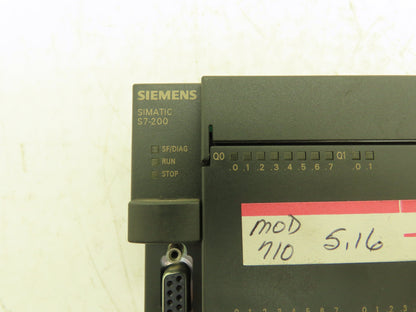 SIEMENS
SIMATIC
S7-200
SF/DIAG
RUN
STOP
Q0 Q1
.0 .1 .2 .3 .4 .5 .6 .7 .0 .1
MOD
710 5.16